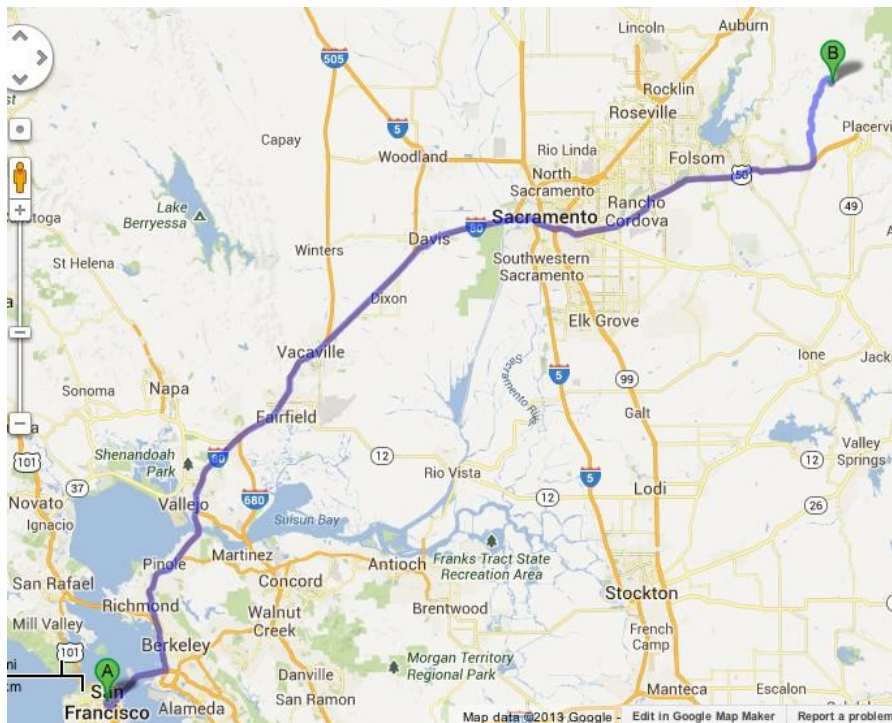 Lincoln
Auburn
B
505
Rocklin
Roseville
5
Capay
Placerv
Woodland
Rio Linda
Folsom
North
Sacramento
50
Rancho
Cordova
49
Lake
Berryessa
Sacramento
80
Davis
Winters
Southwestern
Sacramento
St Helena
Dixon
Elk Grove
Vacaville
Ione
Jacks
Sacramento
5
99
Napa
Sonoma
Fairfield
Galt
12
Shenandoah
Park
80
101
Valley
Springs
12
Rio Vista
37
Novato
Vallejo
680
12
Lodi
5
26
Ignacio
Suisun Bay
Martinez
Pinole
Antioch
Franks Tract State
Recreation Area
San Rafael
Concord
Stockton
Richmond
Brentwood
Walnut
Creek
Mill Valley
Berkeley
French
Camp
101
mi
km
A
Morgan Territory
Regional Park
Danville
San Ramon
Manteca
Escalon
San
Francisco
Alameda
Map data ©2013 Google -
Edit in Google Map Maker
Report a problem